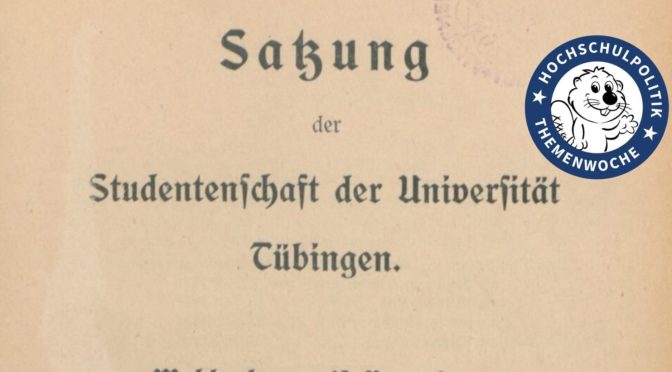 Satzung
der
Studentenschaft der Universität
Tübingen.
HOCHSCHULPOLITIK
THEMENWOCHE